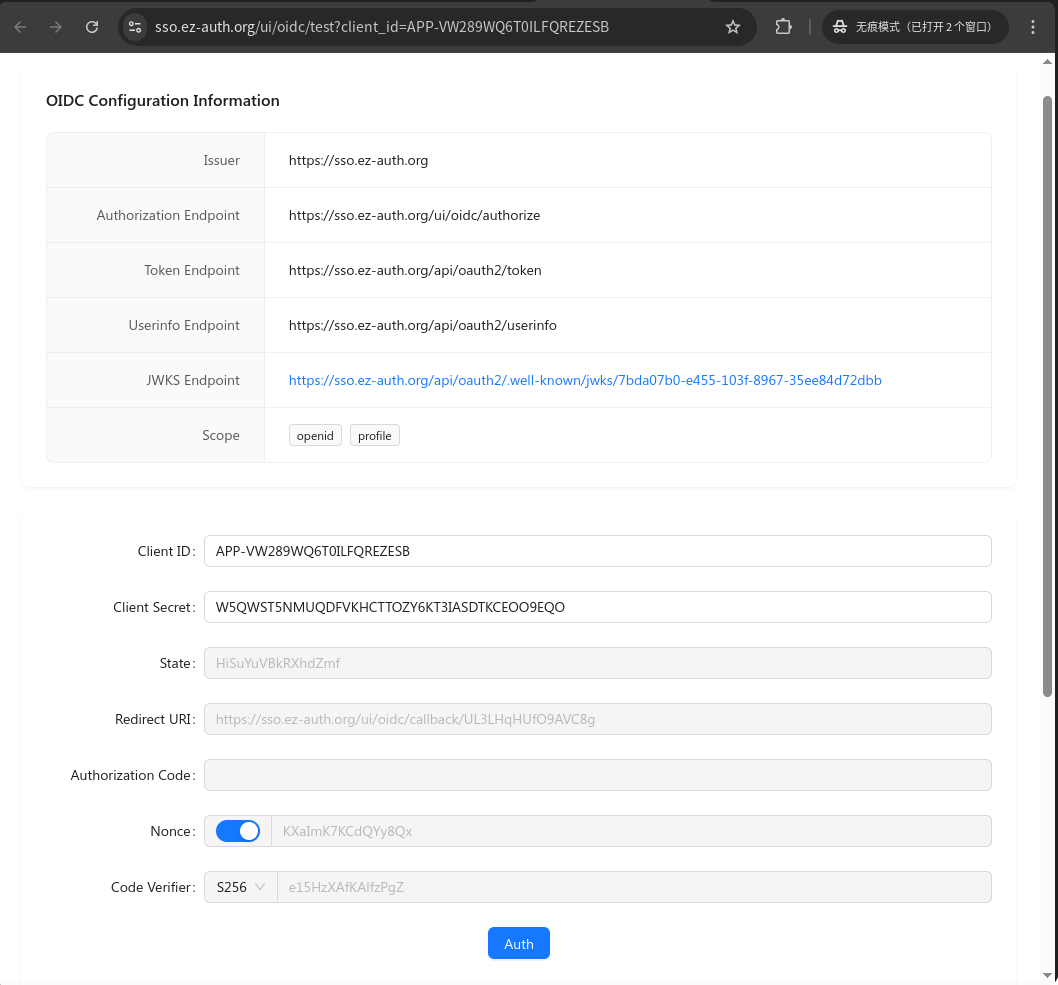 sso.ez-auth.org/ui/oidc/test?client_id=APP-VW289WQ6T0ILFQREZESB
无痕模式（已打开 2 个窗口）
OIDC Configuration Information
Issuer https://sso.ez-auth.org
Authorization Endpoint https://sso.ez-auth.org/ui/oidc/authorize
Token Endpoint https://sso.ez-auth.org/api/oauth2/token
Userinfo Endpoint https://sso.ez-auth.org/api/oauth2/userinfo
JWKS Endpoint https://sso.ez-auth.org/api/oauth2/.well-known/jwks/7bda07b0-e455-103f-8967-35ee84d72dbb
Scope openid profile
Client ID: APP-VW289WQ6T0ILFQREZESB
Client Secret: W5QWST5NMUQDFVKHCTTOZY6KT3IASDTKCEOO9EQO
State: HiSuYuVBkRXhdZmf
Redirect URI: https://sso.ez-auth.org/ui/oidc/callback/UL3LHqHUfO9AVC8g
Authorization Code:
Nonce: KXaImK7KCdQYy8Qx
Code Verifier: S256 e15HzXAfKAlfzPgZ
Auth